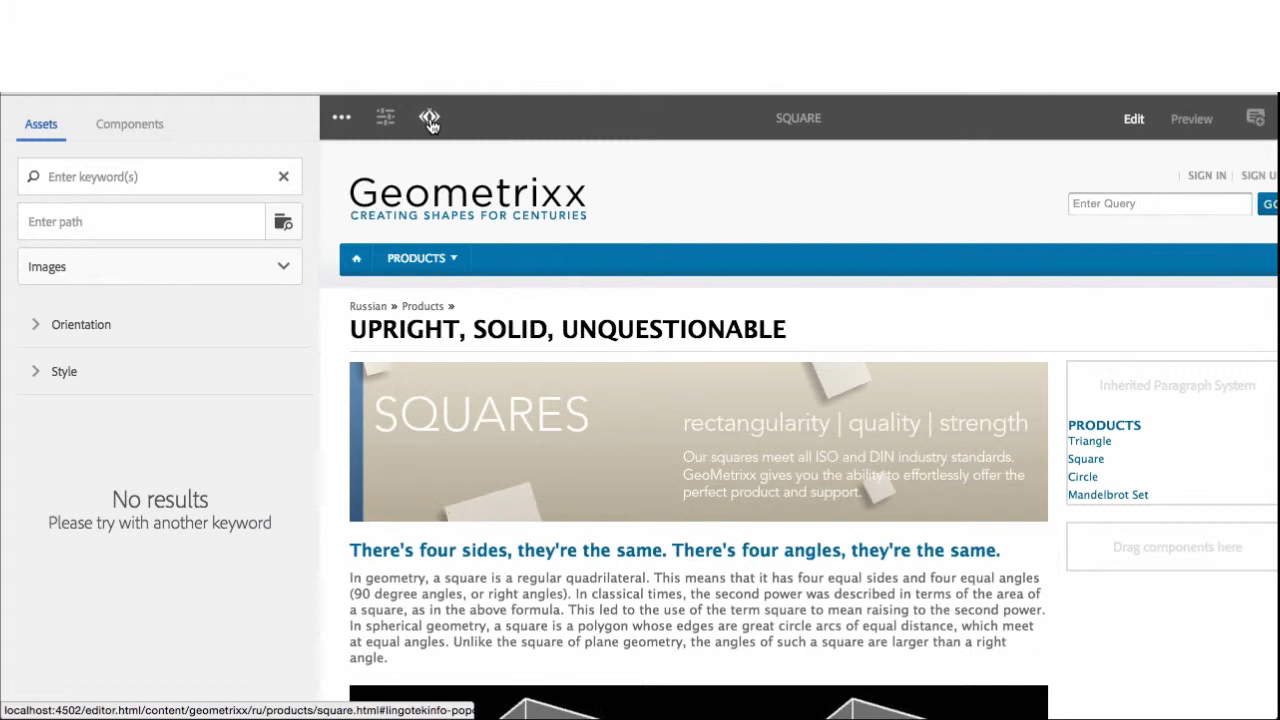 Assets
Components
SQUARE
Edit
Preview
Enter keyword(s)
Enter path
Images
Orientation
Style
No results
Please try with another keyword
Geometrixx
CREATING SHAPES FOR CENTURIES
SIGN IN
SIGN U
Enter Query
GO
PRODUCTS
Russian » Products »
UPRIGHT, SOLID, UNQUESTIONABLE
SQUARES
rectangularity | quality | strength
Our squares meet all ISO and DIN industry standards.
GeoMetrixx gives you the ability to effortlessly offer the
perfect product and support.
Inherited Paragraph System
PRODUCTS
Triangle
Square
Circle
Mandelbrot Set
Drag components here
There's four sides, they're the same. There's four angles, they're the same.
In geometry, a square is a regular quadrilateral. This means that it has four equal sides and four equal angles
(90 degree angles, or right angles). In classical times, the second power was described in terms of the area of
a square, as in the above formula. This led to the use of the term square to mean raising to the second power.
In spherical geometry, a square is a polygon whose edges are great circle arcs of equal distance, which meet
at equal angles. Unlike the square of plane geometry, the angles of such a square are larger than a right
angle.
localhost:4502/editor.html/content/geometrixx/ru/products/square.html#lingotekinfo-popo